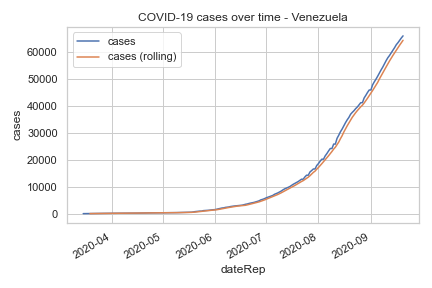 COVID-19 cases over time - Venezuela
cases
cases (rolling)
60000
50000
40000
30000
20000
10000
0
cases
2020-04
2020-05
2020-06
2020-07
2020-08
2020-09
dateRep